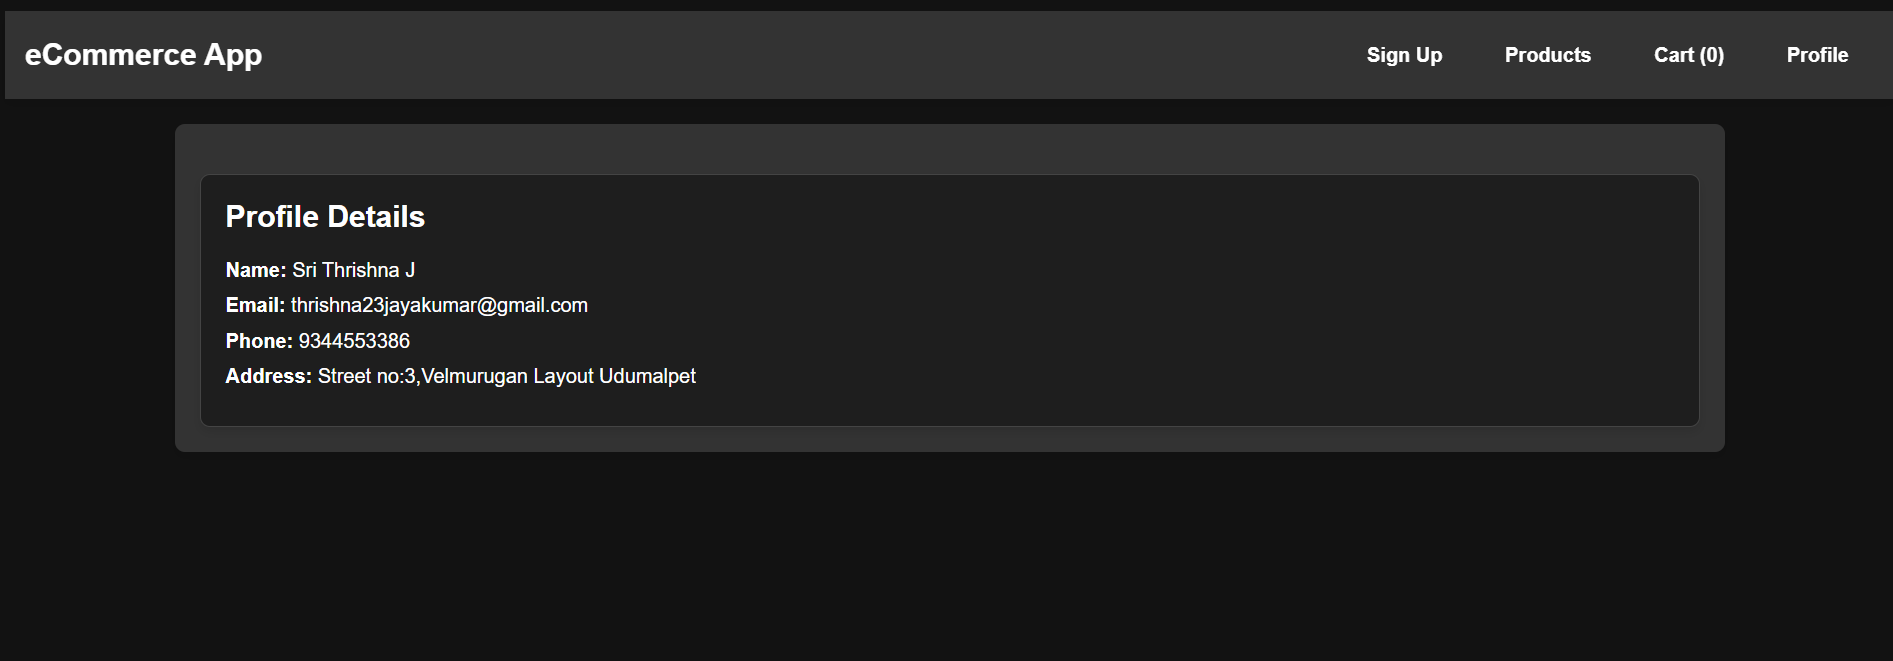 eCommerce App
Sign Up Products Cart (0) Profile
Profile Details
Name: Sri Thrishna J
Email: thrishna23jayakumar@gmail.com
Phone: 9344553386
Address: Street no:3,Velmurugan Layout Udumalpet